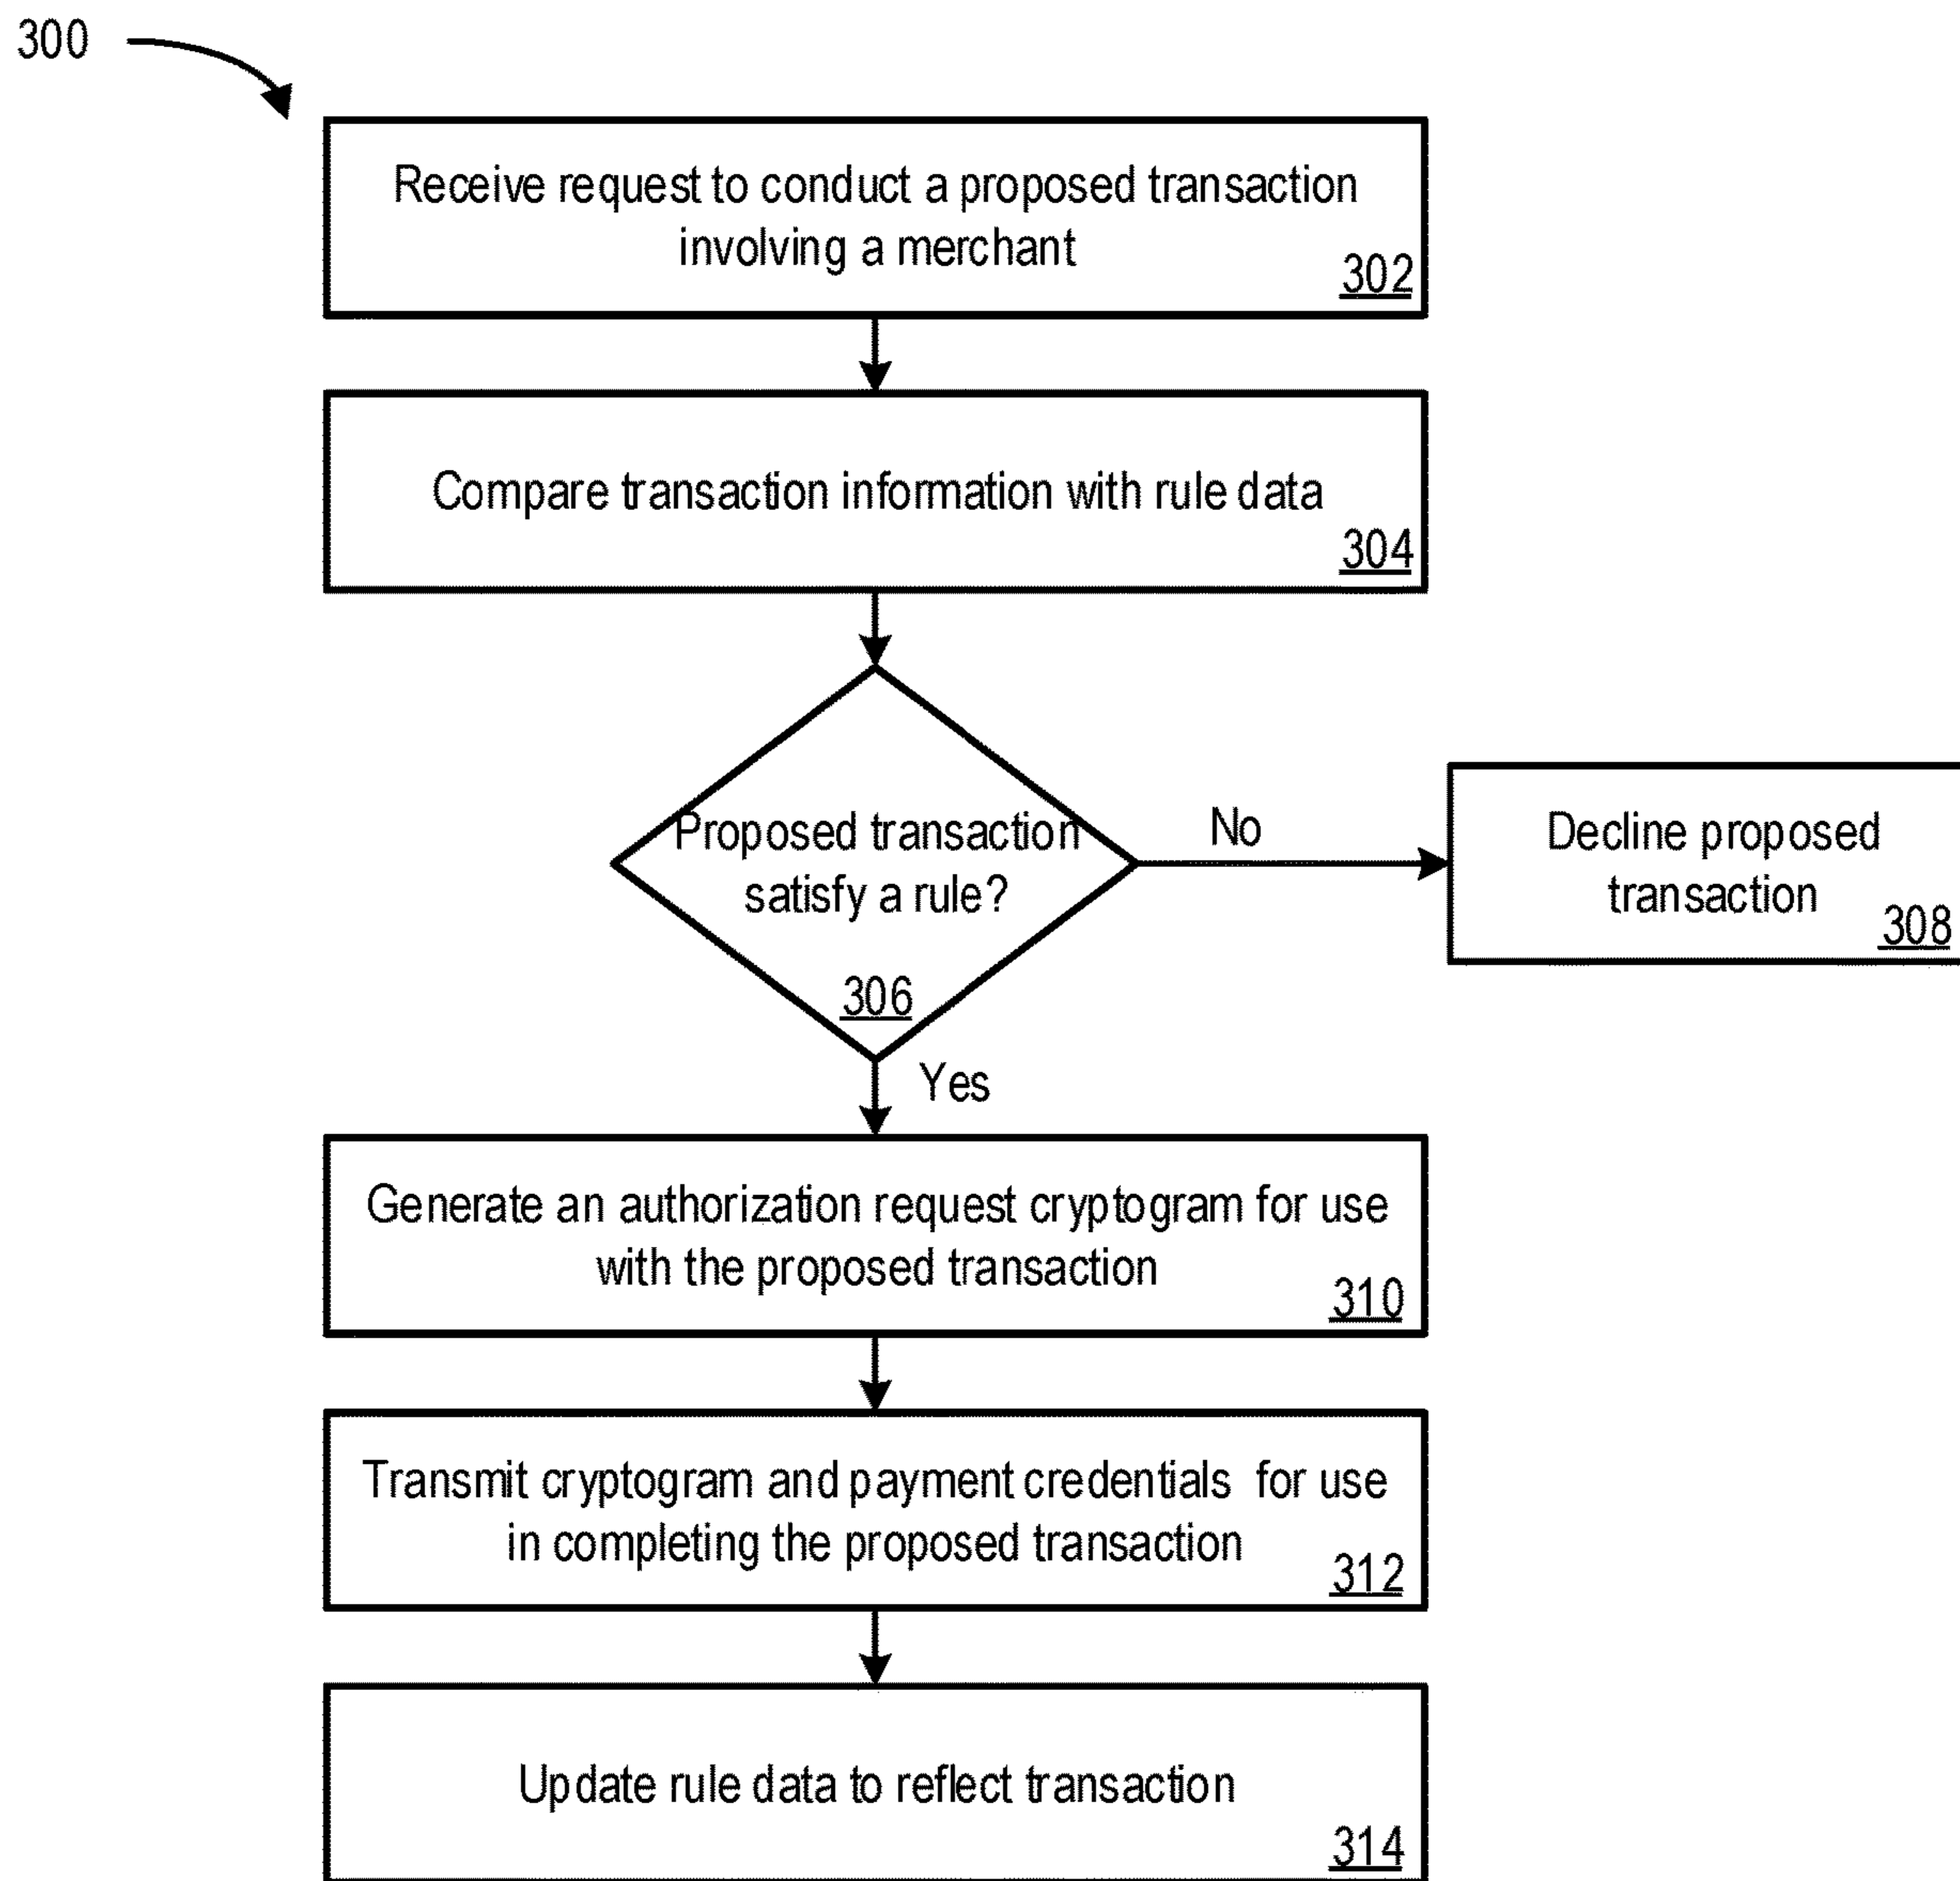 300
Receive request to conduct a proposed transaction
involving a merchant
302
Compare transaction information with rule data
304
Proposed transaction
satisfy a rule?
306
No
Decline proposed
transaction
308
Yes
Generate an authorization request cryptogram for use
with the proposed transaction
310
Transmit cryptogram and payment credentials for use
in completing the proposed transaction
312
Update rule data to reflect transaction
314